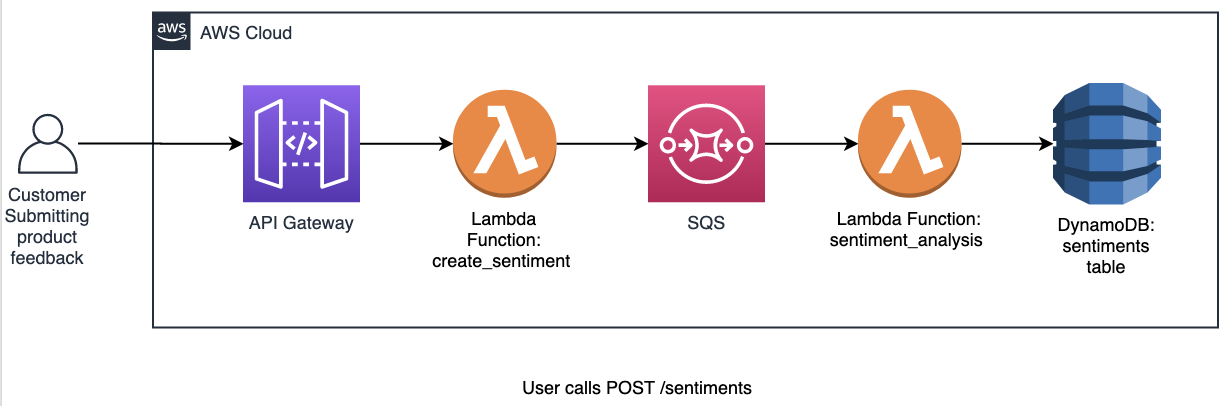 aws
AWS Cloud
Customer
Submitting
product
feedback
API Gateway
Lambda
Function:
create_sentiment
SQS
Lambda Function:
sentiment_analysis
DynamoDB:
sentiments
table
User calls POST /sentiments